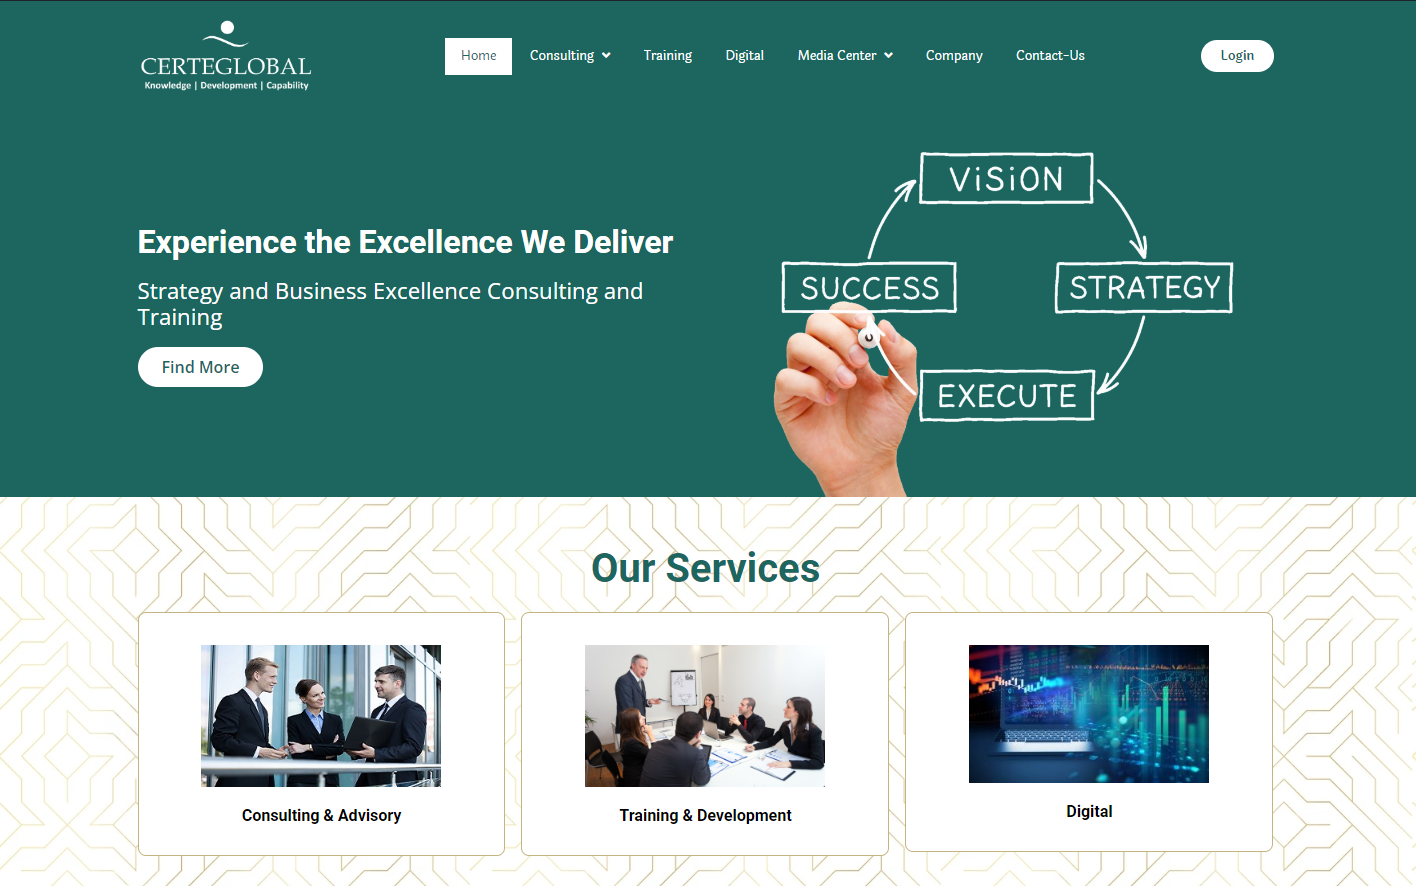 CERTEGLOBAL
Knowledge | Development | Capability
Home
Consulting
Training
Digital
Media Center
Company
Contact-Us
Login
Experience the Excellence We Deliver
Strategy and Business Excellence Consulting and
Training
Find More
ViSiON
SUCCESS
STRATEGY
EXECUTE
Our Services
Consulting & Advisory
Training & Development
Digital